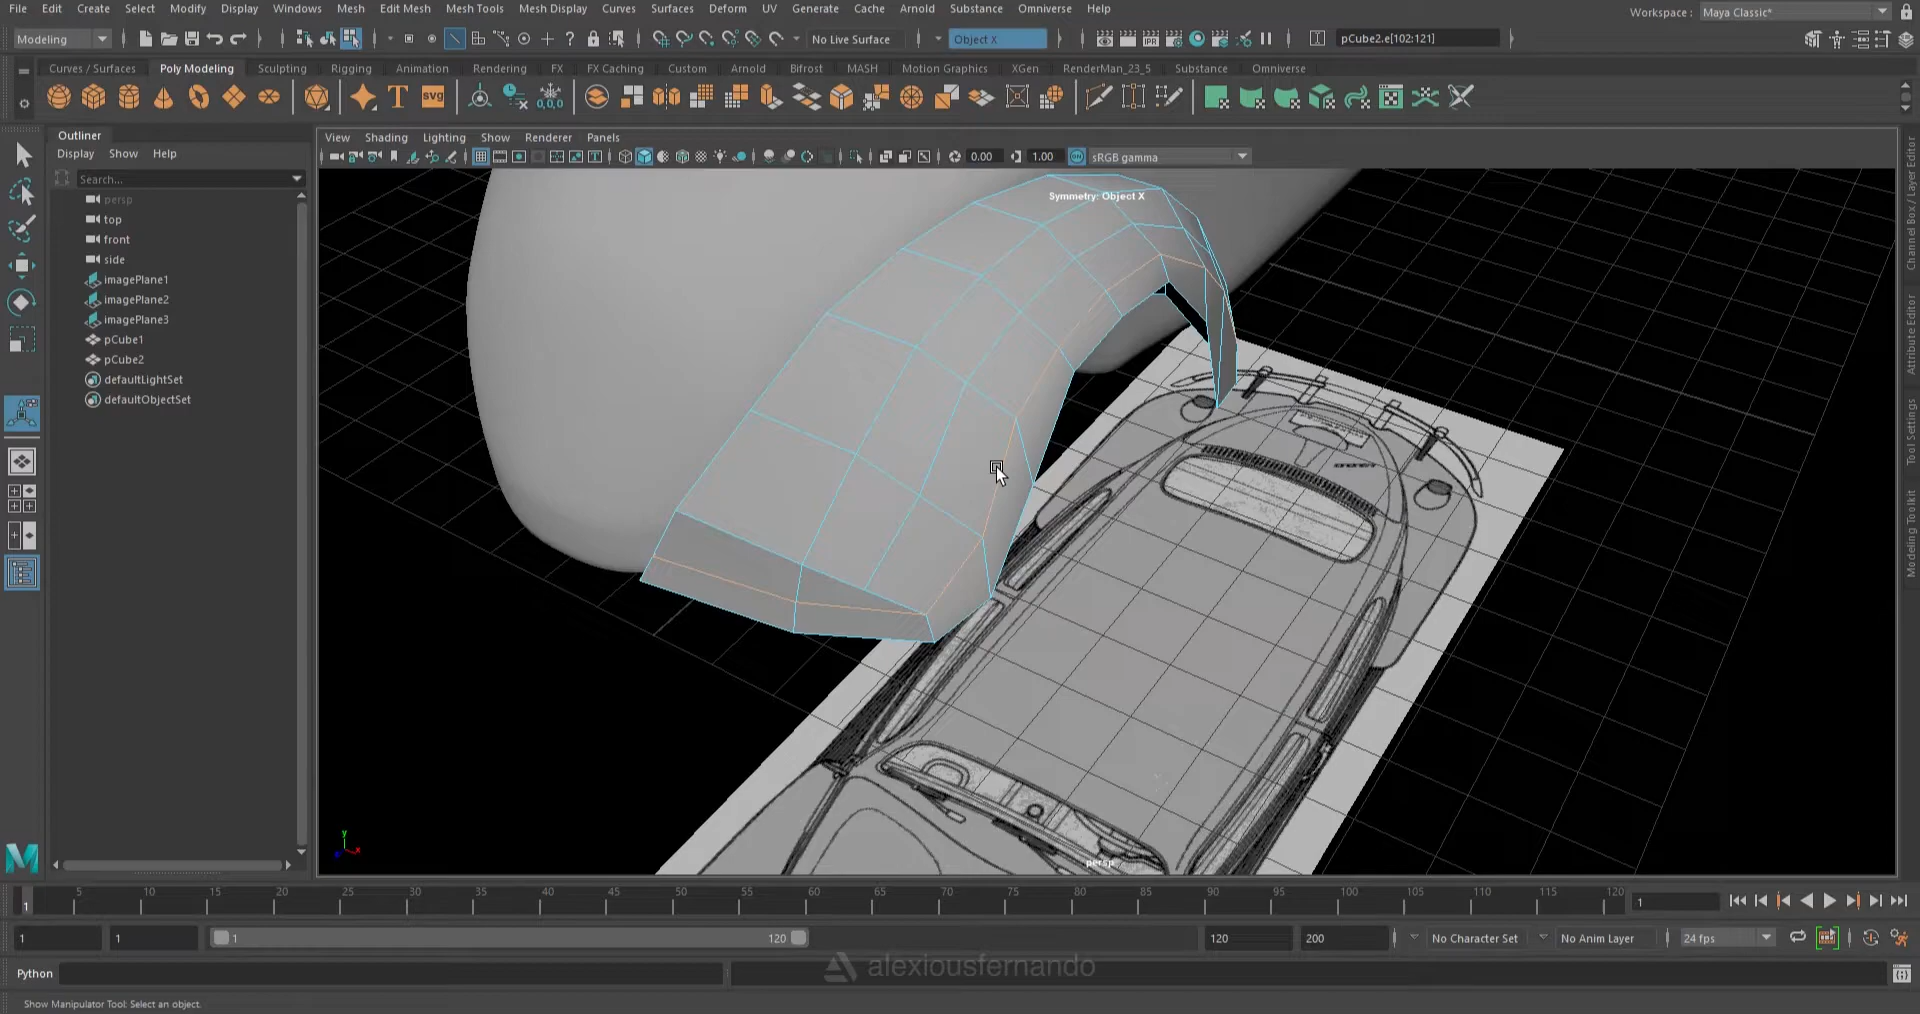 File Edit Create Select Modify Display Windows Mesh Edit Mesh Mesh Tools Mesh Display Curves Surfaces Deform UV Generate Cache Arnold Substance Omniverse Help
Workspace : Maya Classic*
Modeling
No Live Surface
Object X
pCube2.e[102:121]
Curves / Surfaces Poly Modeling Sculpting Rigging Animation Rendering FX FX Caching Custom Arnold Bifrost MASH Motion Graphics XGen RenderMan_23_5 Substance Omniverse
T
svg
0,0,0
Outliner
Display Show Help
Search...
persp
top
front
side
imagePlane1
imagePlane2
imagePlane3
pCube1
pCube2
defaultLightSet
defaultObjectSet
View Shading Lighting Show Renderer Panels
0.00
1.00
sRGB gamma
Symmetry: Object X
persp
y
x
Channel Box / Layer Editor
Attribute Editor
Tool Settings
Modeling Toolkit
1
5 10 15 20 25 30 35 40 45 50 55 60 65 70 75 80 85 90 95 100 105 110 115 120
1
1
1
1
120
120
200
No Character Set
No Anim Layer
24 fps
Python
alexiousfernando
Show Manipulator Tool: Select an object.